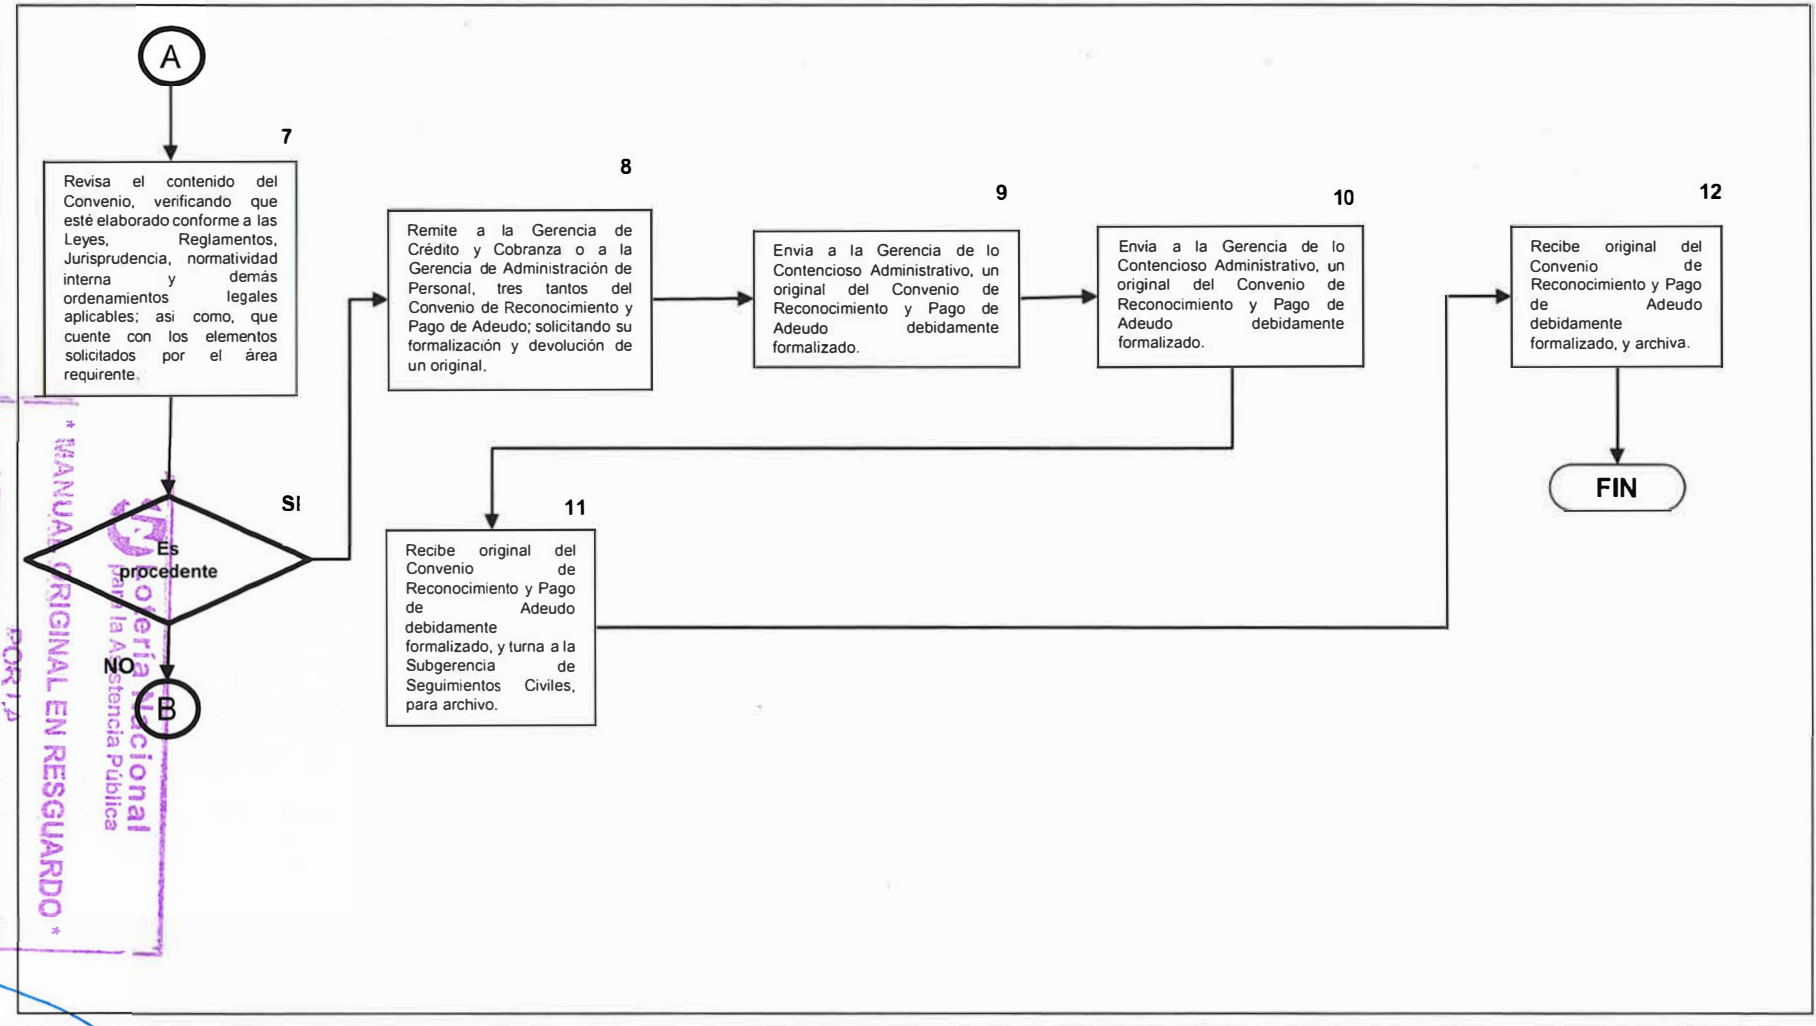 A
7
Revisa el contenido del
Convenio, verificando que
esté elaborado conforme a las
Leyes, Reglamentos,
Jurisprudencia, normatividad
interna y demás
ordenamientos legales
aplicables; asi como, que
cuente con los elementos
solicitados por el área
requirente.
Es
procedente
SI
NO
B
8
Remite a la Gerencia de
Crédito y Cobranza o a la
Gerencia de Administración de
Personal, tres tantos del
Convenio de Reconocimiento y
Pago de Adeudo; solicitando su
formalización y devolución de
un original.
9
Envia a la Gerencia de lo
Contencioso Administrativo, un
original del Convenio de
Reconocimiento y Pago de
Adeudo debidamente
formalizado.
10
Envía a la Gerencia de lo
Contencioso Administrativo, un
original del Convenio de
Reconocimiento y Pago de
Adeudo debidamente
formalizado.
11
Recibe original del
Convenio de
Reconocimiento y Pago
de Adeudo
debidamente
formalizado, y turna a la
Subgerencia de
Seguimientos Civiles,
para archivo.
12
Recibe original del
Convenio de
Reconocimiento y Pago
de Adeudo
debidamente
formalizado, y archiva.
FIN
Lotería Nacional
para la Asistencia Pública
* MANUAL ORIGINAL EN RESGUARDO *